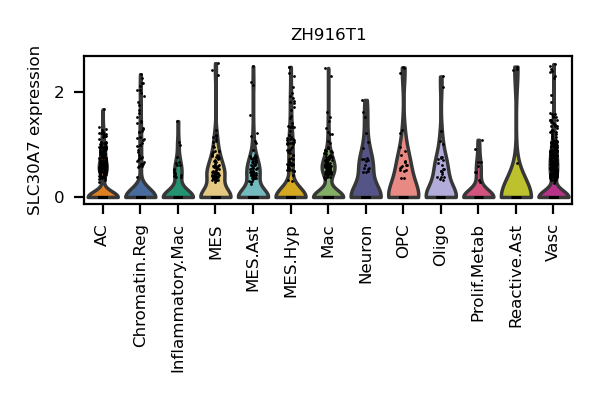 ZH916T1
SLC30A7 expression
2
0
AC
Chromatin.Reg
Inflammatory.Mac
MES
MES.Ast
MES.Hyp
Mac
Neuron
OPC
Oligo
Prolif.Metab
Reactive.Ast
Vasc